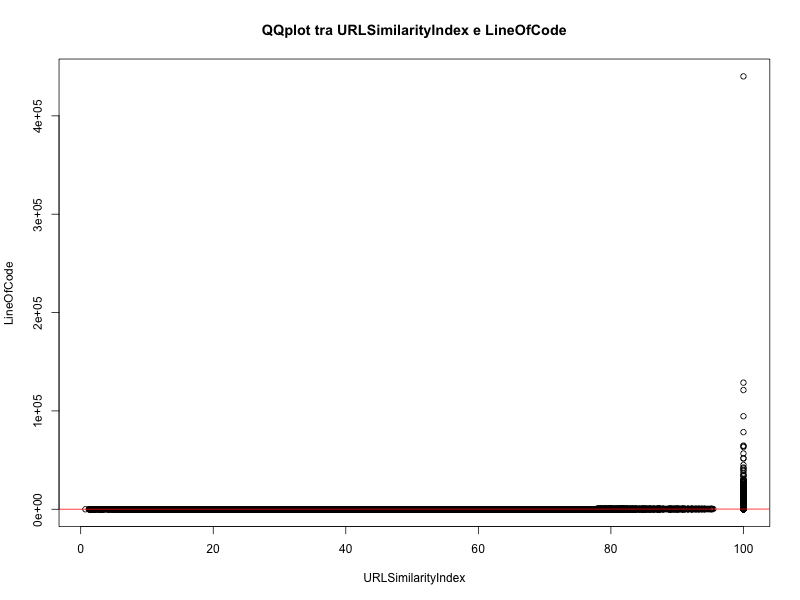 QQplot tra URLSimilarityIndex e LineOfCode
LineOfCode
4e+05
3e+05
2e+05
1e+05
0e+00
0 20 40 60 80 100
URLSimilarityIndex